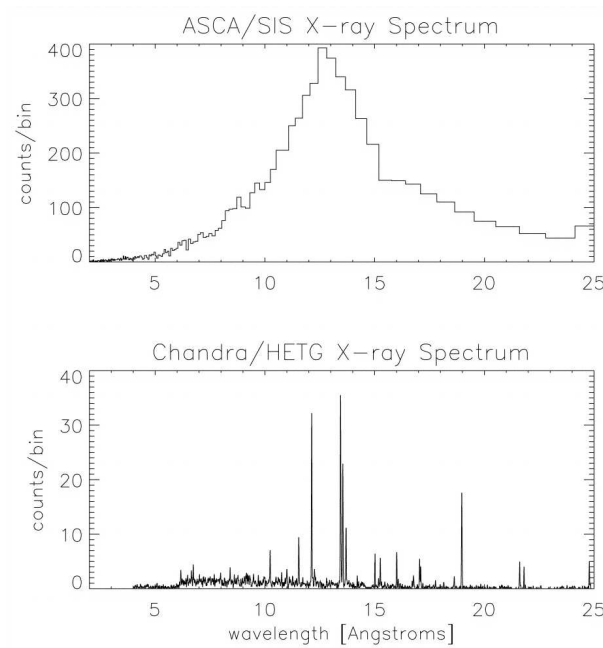 ASCA/SIS X-ray Spectrum
400
300
200
100
0
counts/bin
5 10 15 20 25
Chandra/HETG X-ray Spectrum
40
30
20
10
0
counts/bin
5 10 15 20 25
wavelength [Angstroms]